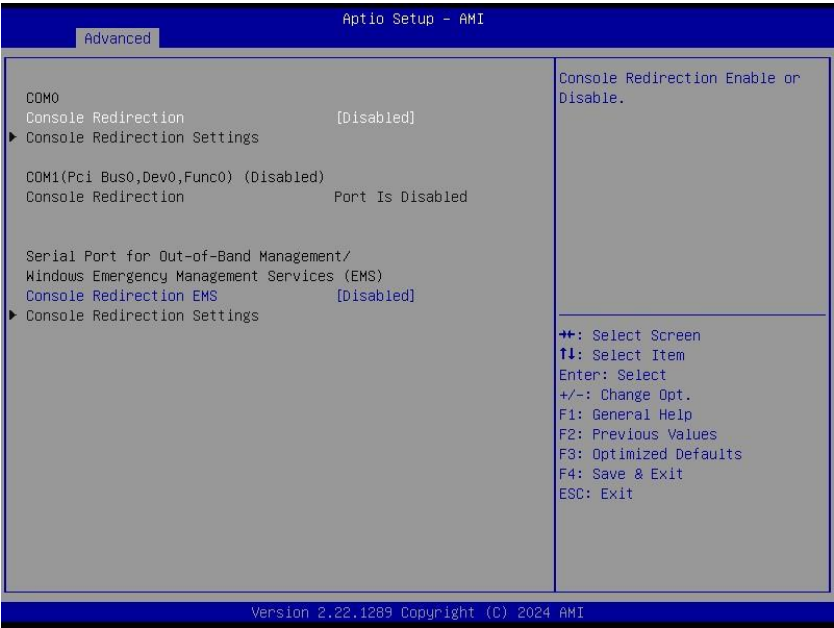 Aptio Setup – AMI
Advanced
COM0
Console Redirection [Disabled]
Console Redirection Settings
COM1(Pci Bus0,Dev0,Func0) (Disabled)
Console Redirection Port Is Disabled
Serial Port for Out-of-Band Management/
Windows Emergency Management Services (EMS)
Console Redirection EMS [Disabled]
Console Redirection Settings
Console Redirection Enable or
Disable.
→←: Select Screen
↑↓: Select Item
Enter: Select
+/-: Change Opt.
F1: General Help
F2: Previous Values
F3: Optimized Defaults
F4: Save & Exit
ESC: Exit
Version 2.22.1289 Copyright (C) 2024 AMI